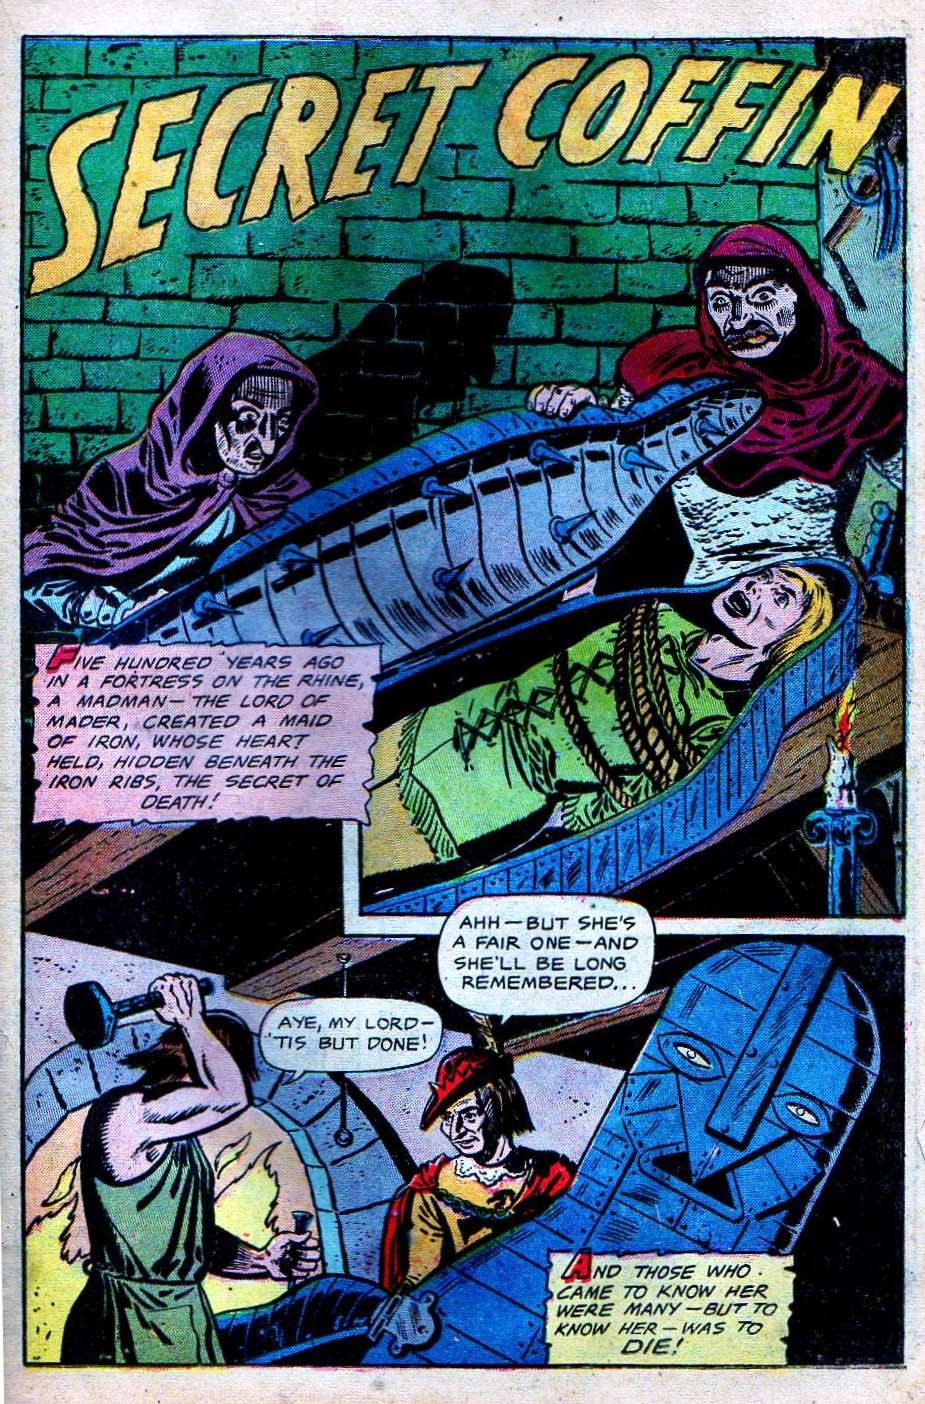 SECRET COFFIN
FIVE HUNDRED YEARS AGO
IN A FORTRESS ON THE RHINE,
A MADMAN—THE LORD OF
MADER, CREATED A MAID
OF IRON, WHOSE HEART
HELD, HIDDEN BENEATH THE
IRON RIBS, THE SECRET OF
DEATH!
AYE, MY LORD—
'TIS BUT DONE!
AHH—BUT SHE'S
A FAIR ONE—AND
SHE'LL BE LONG
REMEMBERED...
AND THOSE WHO
CAME TO KNOW HER
WERE MANY—BUT TO
KNOW HER—WAS TO
DIE!